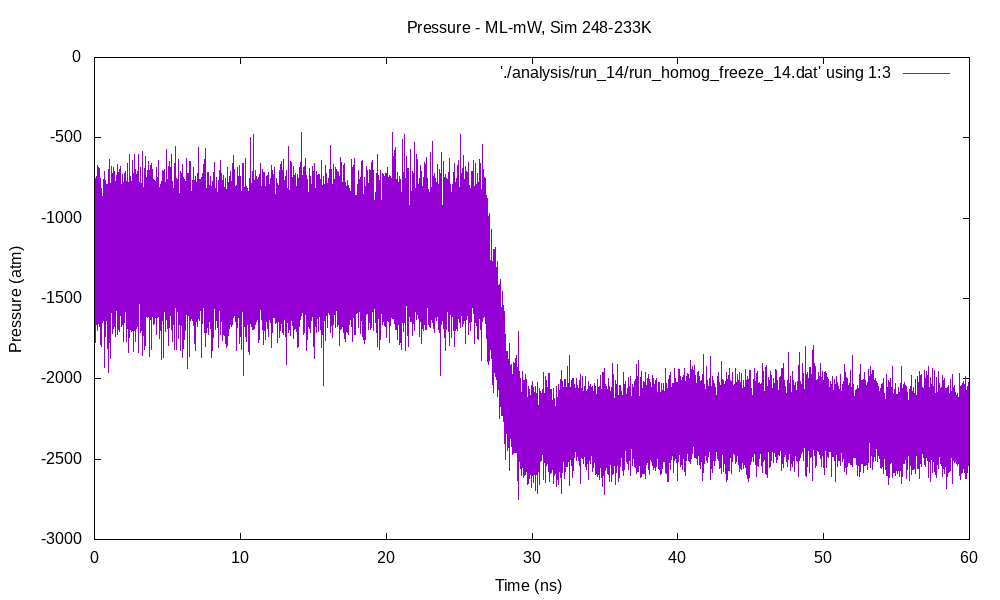 Pressure - ML-mW, Sim 248-233K
'./analysis/run_14/run_homog_freeze_14.dat' using 1:3
0
-500
-1000
-1500
-2000
-2500
-3000
Pressure (atm)
0 10 20 30 40 50 60
Time (ns)